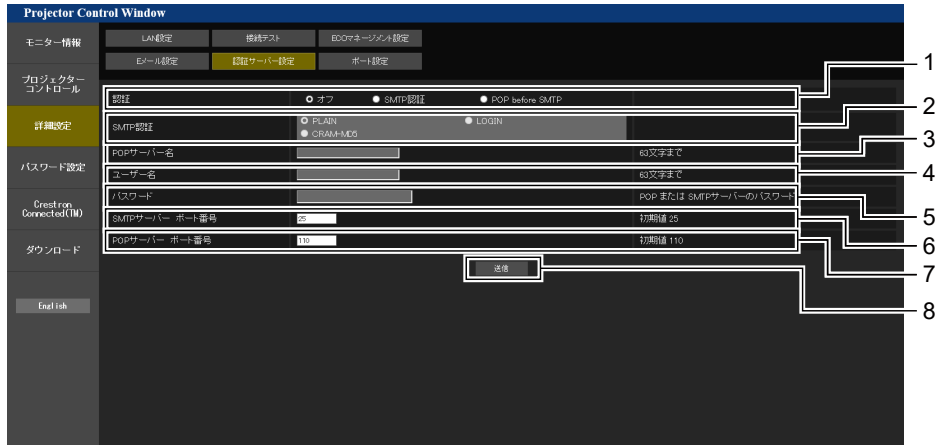 Projector Control Window
モニター情報
プロジェクター
コントロール
詳細設定
パスワード設定
Crestron
Connected(TM)
ダウンロード
English
LAN設定 接続テスト ECOマネージメント設定
Eメール設定 認証サーバー設定 ポート設定
認証 オフ SMTP認証 POP before SMTP
SMTP認証 PLAIN LOGIN
CRAM-MD5
POPサーバー名 63文字まで
ユーザー名 63文字まで
パスワード POP または SMTPサーバーのパスワード
SMTPサーバー ポート番号 25 初期値 25
POPサーバー ポート番号 110 初期値 110
送信
1
2
3
4
5
6
7
8